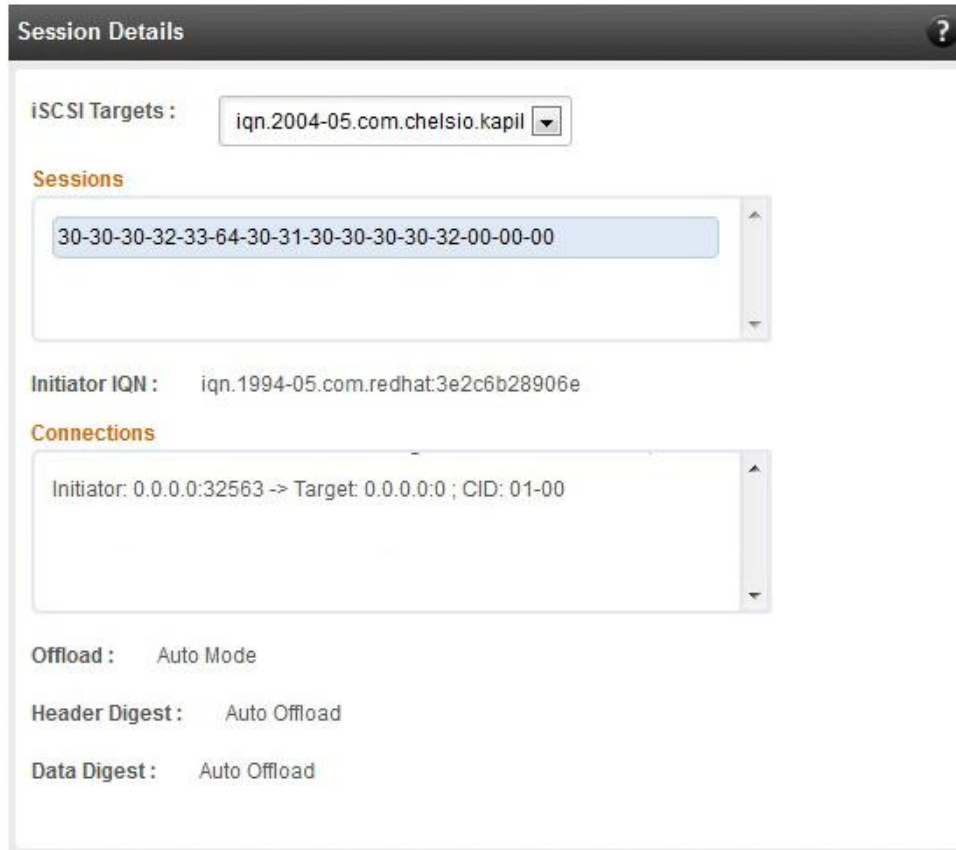 Session Details ?
iSCSI Targets : iqn.2004-05.com.chelsio.kapil
Sessions
30-30-30-32-33-64-30-31-30-30-30-30-32-00-00-00
Initiator IQN : iqn.1994-05.com.redhat:3e2c6b28906e
Connections
Initiator: 0.0.0.0:32563 -> Target: 0.0.0.0:0 ; CID: 01-00
Offload : Auto Mode
Header Digest : Auto Offload
Data Digest : Auto Offload